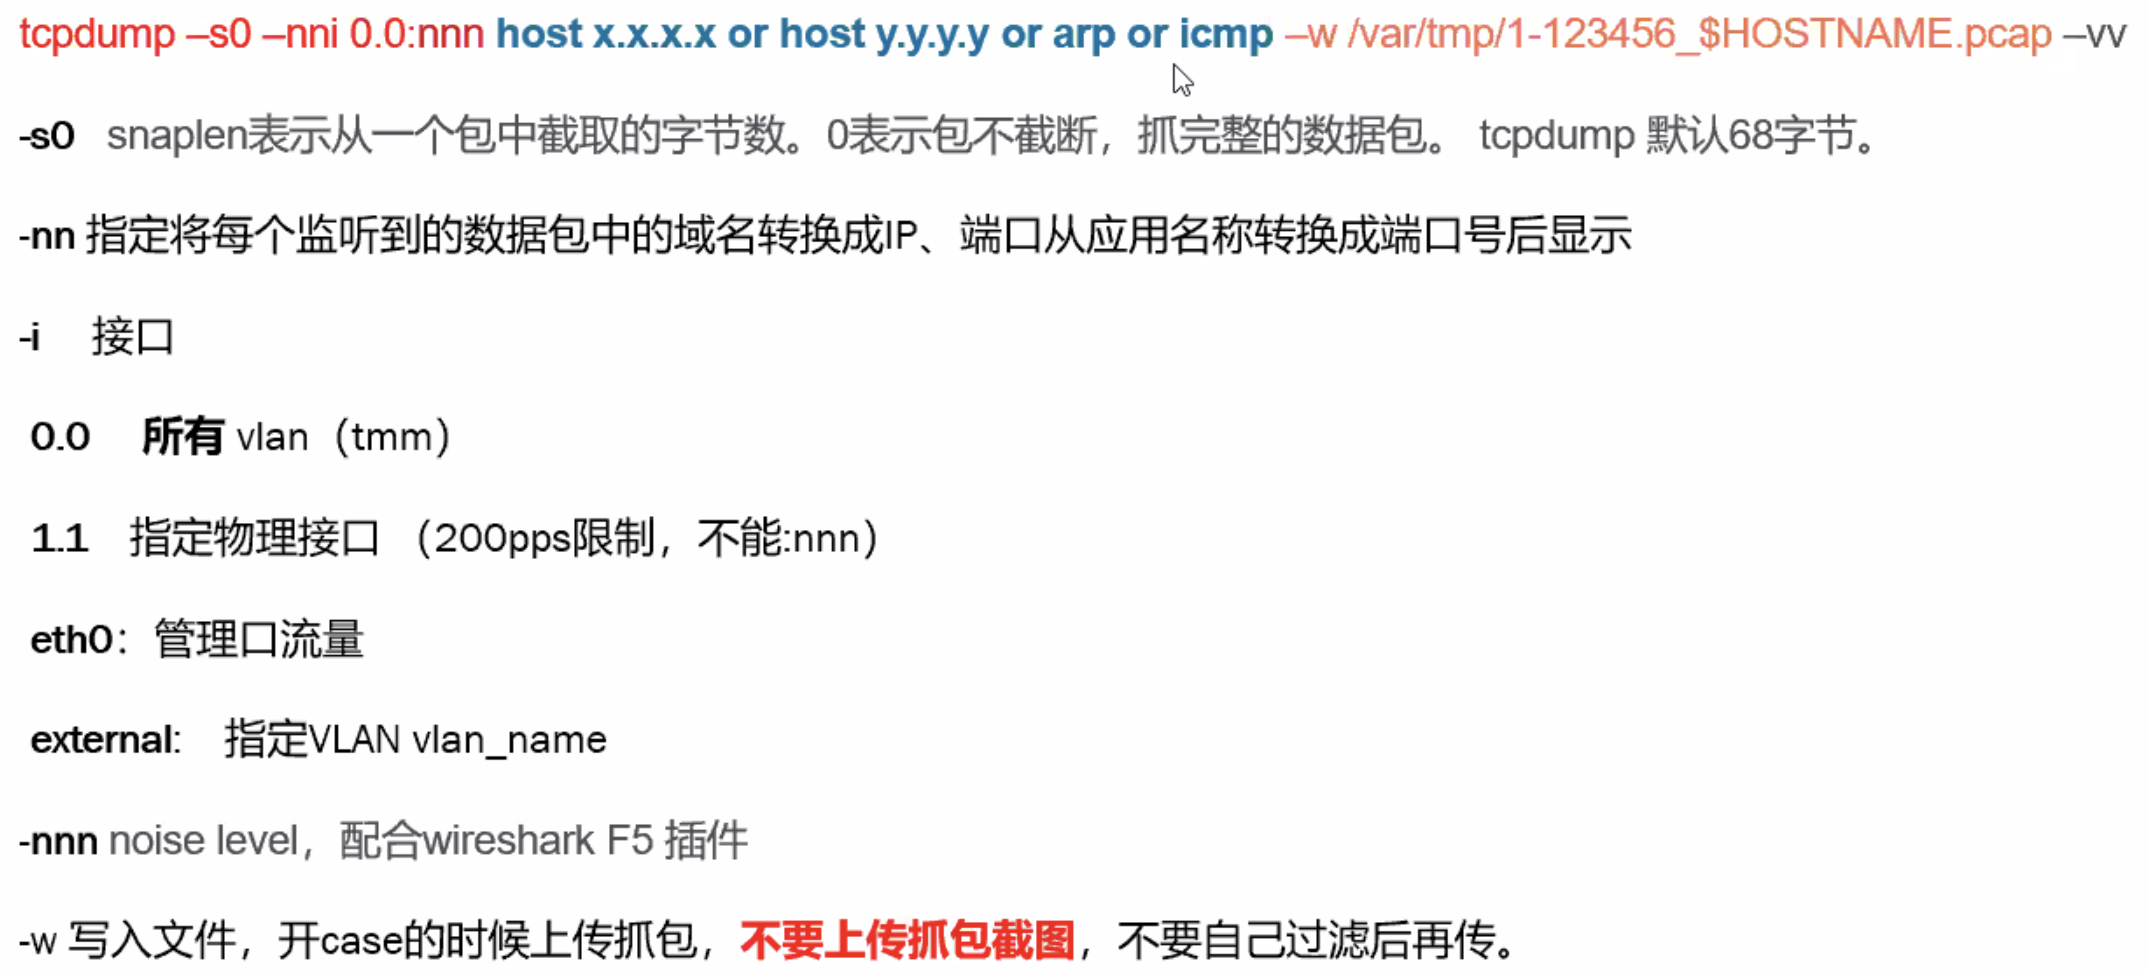 tcpdump –s0 –nni 0.0:nnn host x.x.x.x or host y.y.y.y or arp or icmp –w /var/tmp/1-123456_$HOSTNAME.pcap –vv
-s0 snaplen表示从一个包中截取的字节数。0表示包不截断，抓完整的数据包。 tcpdump 默认68字节。
-nn 指定将每个监听到的数据包中的域名转换成IP、端口从应用名称转换成端口号后显示
-i 接口
0.0 所有 vlan（tmm）
1.1 指定物理接口 （200pps限制，不能:nnn）
eth0：管理口流量
external: 指定VLAN vlan_name
-nnn noise level，配合wireshark F5 插件
-w 写入文件，开case的时候上传抓包，不要上传抓包截图，不要自己过滤后再传。